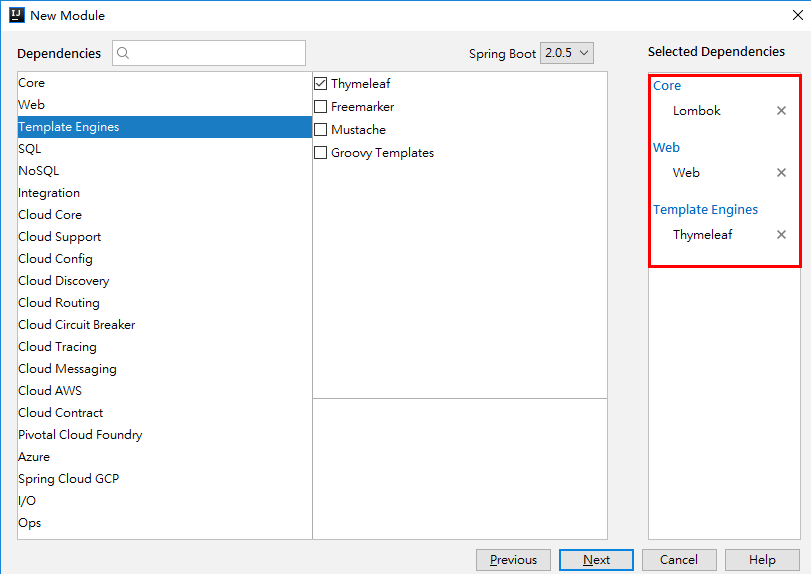 New Module
Dependencies
Spring Boot 2.0.5
Selected Dependencies
Core
Web
Template Engines
SQL
NoSQL
Integration
Cloud Core
Cloud Support
Cloud Config
Cloud Discovery
Cloud Routing
Cloud Circuit Breaker
Cloud Tracing
Cloud Messaging
Cloud AWS
Cloud Contract
Pivotal Cloud Foundry
Azure
Spring Cloud GCP
I/O
Ops
Thymeleaf
Freemarker
Mustache
Groovy Templates
Core
Lombok
Web
Web
Template Engines
Thymeleaf
Previous
Next
Cancel
Help